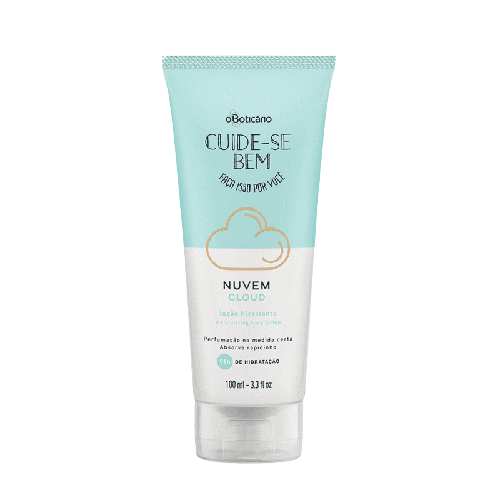 oBoticário
CUIDE-SE
BEM
FAÇA ISSO POR VOCÊ
NUVEM
CLOUD
loção hidratante
Perfumação na medida certa
Absorve rapidinho
DE HIDRATAÇÃO
100 ml - 3.3 fl oz